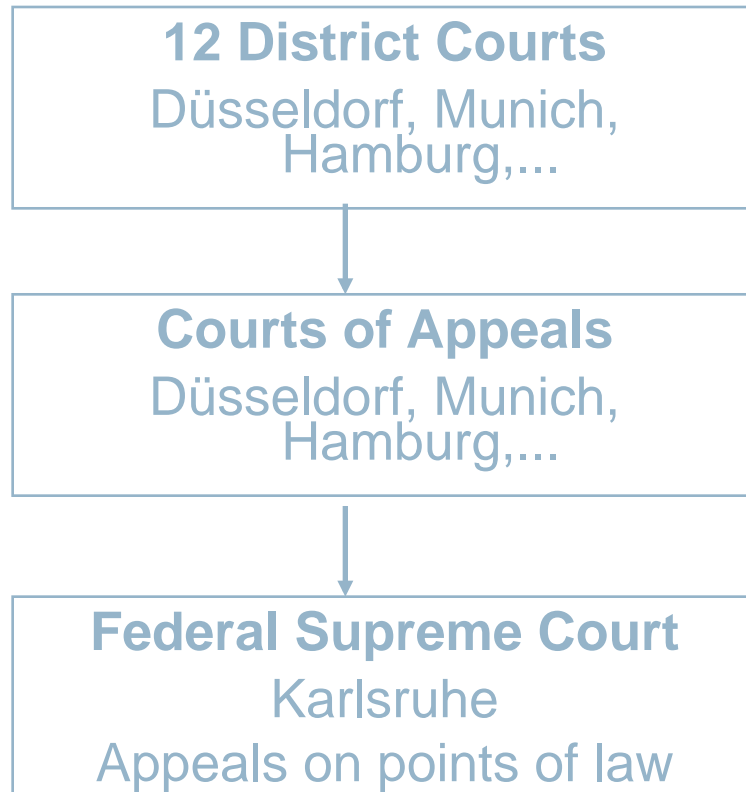 12 District Courts
Düsseldorf, Munich,
Hamburg,...
Courts of Appeals
Düsseldorf, Munich,
Hamburg,...
Federal Supreme Court
Karlsruhe
Appeals on points of law